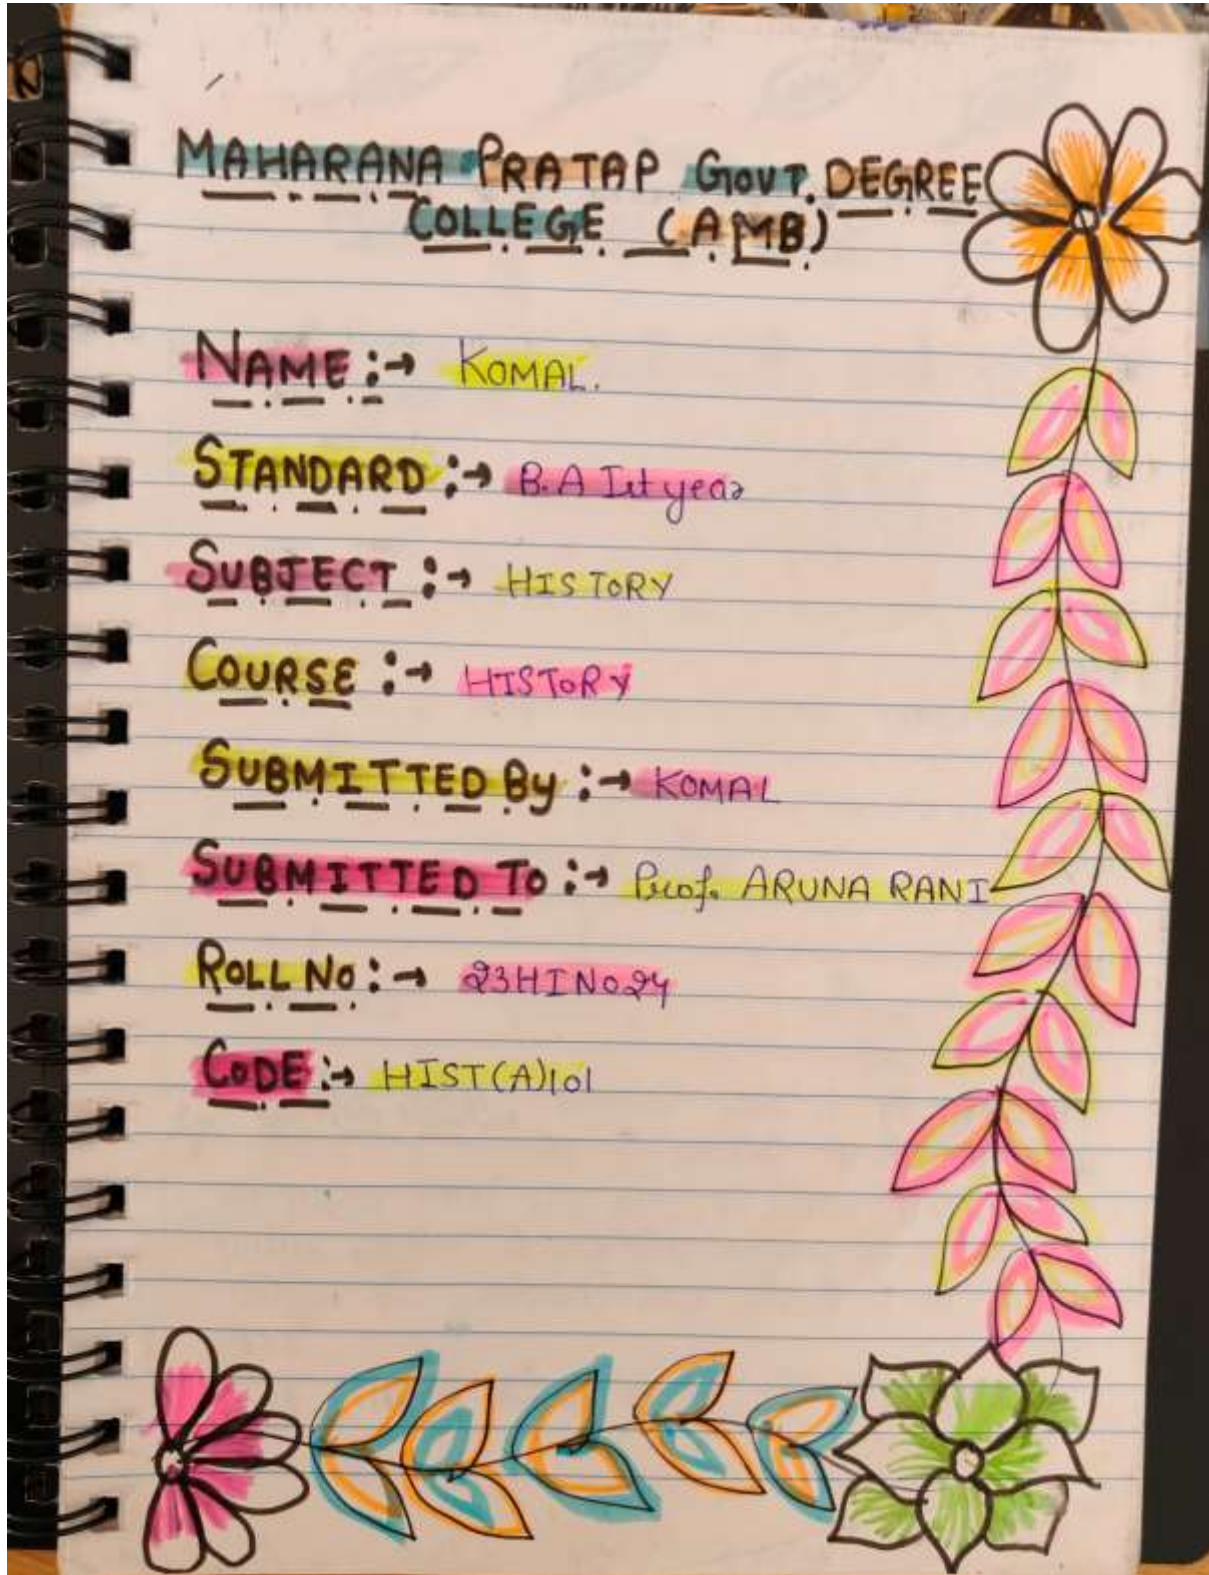 MAHARANA PRATAP GOVT. DEGREE
COLLEGE (AMB)
NAME :→ KOMAL.
STANDARD :→ B.A Ist year
SUBJECT :→ HISTORY
COURSE :→ HISTORY
SUBMITTED By :→ KOMAL
SUBMITTED TO :→ Prof. ARUNA RANI
ROLL NO :→ 23HINO24
CODE :→ HIST(A)101